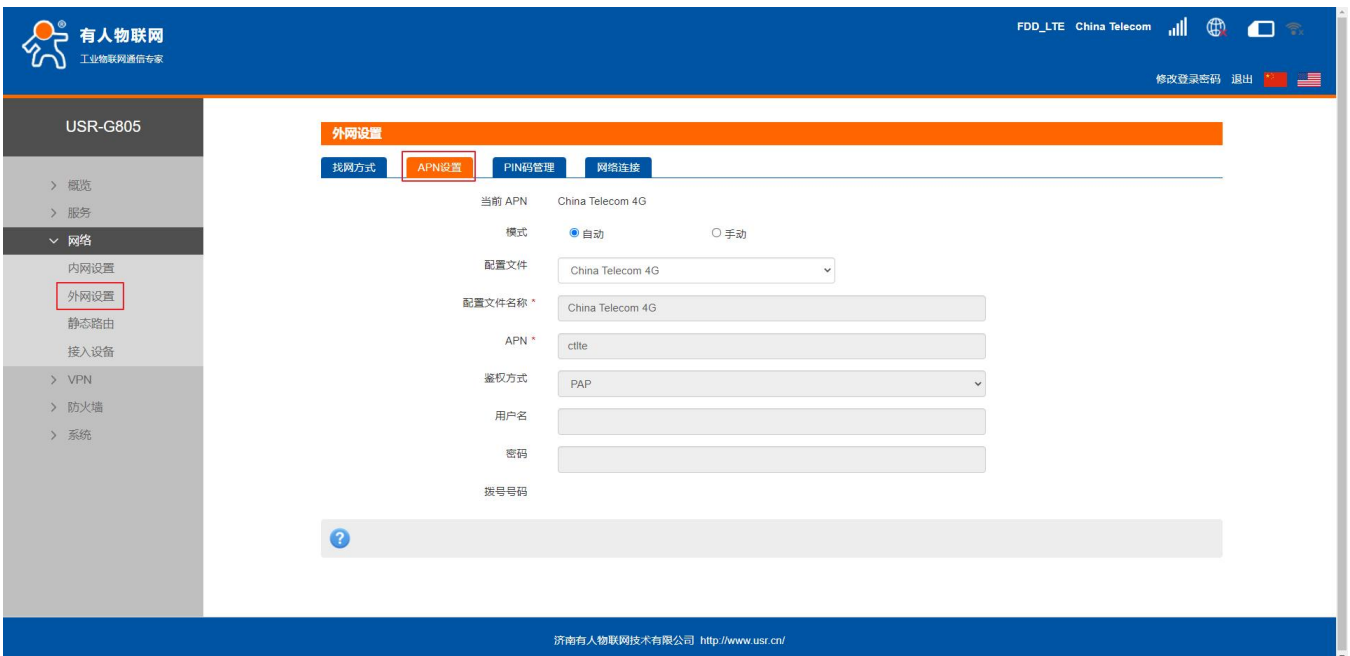 有人物联网
工业物联网通信专家
FDD_LTE China Telecom
修改登录密码 退出
USR-G805
概览
服务
网络
内网设置
外网设置
静态路由
接入设备
VPN
防火墙
系统
外网设置
找网方式 APN设置 PIN码管理 网络连接
当前 APN China Telecom 4G
模式 自动 手动
配置文件 China Telecom 4G
配置文件名称 * China Telecom 4G
APN * ctlte
鉴权方式 PAP
用户名
密码
拨号号码
济南有人物联网技术有限公司 http://www.usr.cn/